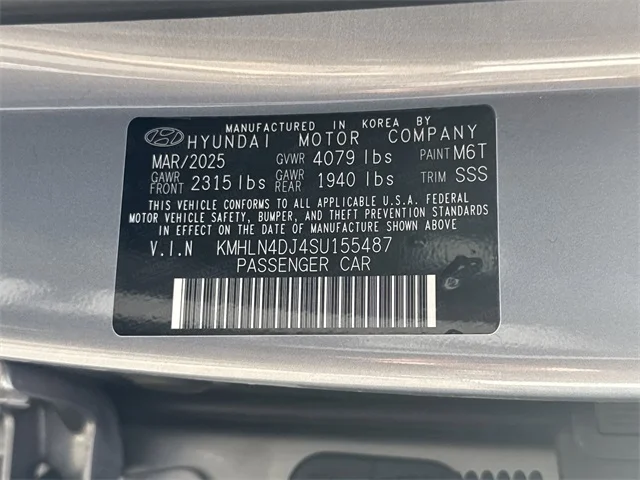 MANUFACTURED IN KOREA BY
HYUNDAI MOTOR COMPANY
MAR/2025 GVWR 4079 lbs PAINT M6T
GAWR FRONT 2315 lbs GAWR REAR 1940 lbs TRIM SSS
THIS VEHICLE CONFORMS TO ALL APPLICABLE U.S.A. FEDERAL
MOTOR VEHICLE SAFETY, BUMPER, AND THEFT PREVENTION STANDARDS
IN EFFECT ON THE DATE OF MANUFACTURE SHOWN ABOVE
V.I.N KMHLN4DJ4SU155487
PASSENGER CAR